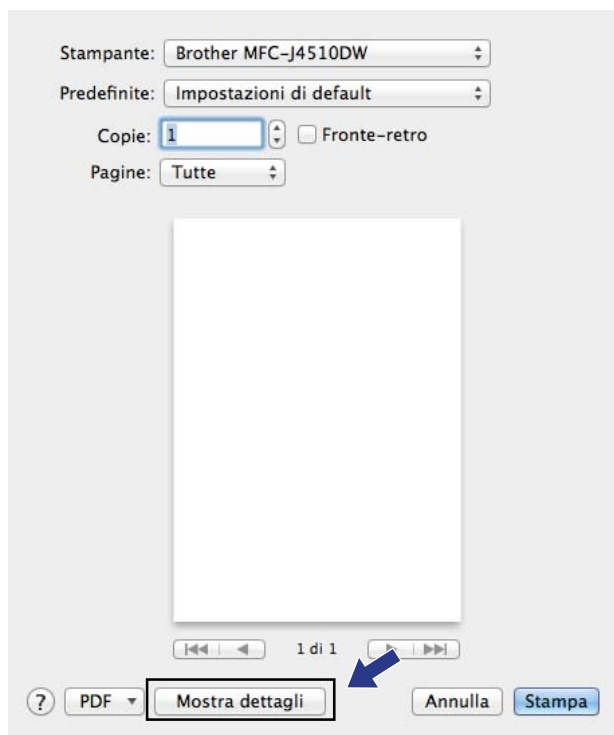 Stampante: Brother MFC-J4510DW
Predefinite: Impostazioni di default
Copie: 1 Fronte-retro
Pagine: Tutte
1 di 1
? PDF Mostra dettagli Annulla Stampa